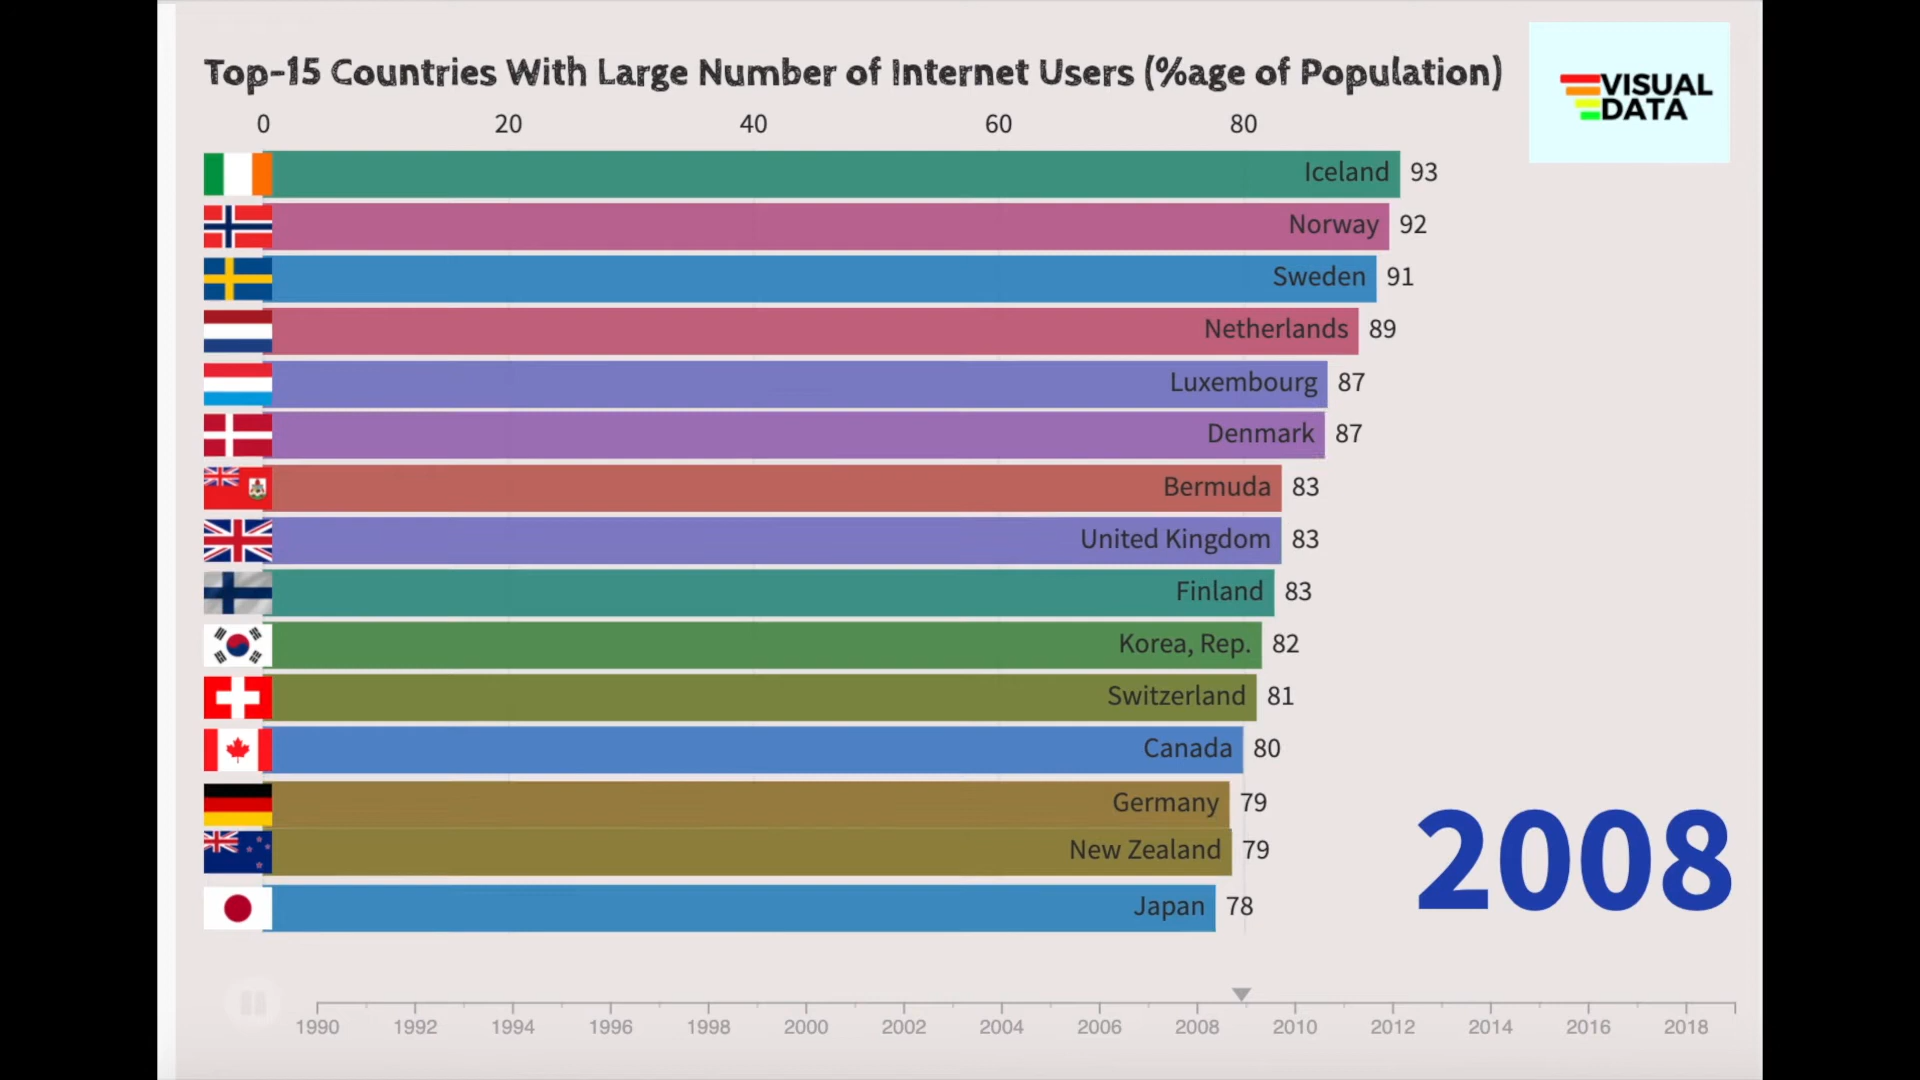 Top-15 Countries With Large Number of Internet Users (%age of Population)
VISUAL
DATA
0 20 40 60 80
Iceland 93
Norway 92
Sweden 91
Netherlands 89
Luxembourg 87
Denmark 87
Bermuda 83
United Kingdom 83
Finland 83
Korea, Rep. 82
Switzerland 81
Canada 80
Germany 79
New Zealand 79
Japan 78
2008
1990 1992 1994 1996 1998 2000 2002 2004 2006 2008 2010 2012 2014 2016 2018